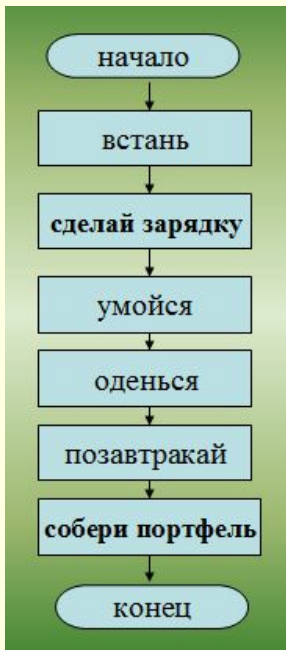 начало
встань
сделай зарядку
умойся
оденься
позавтракай
собери портфель
конец